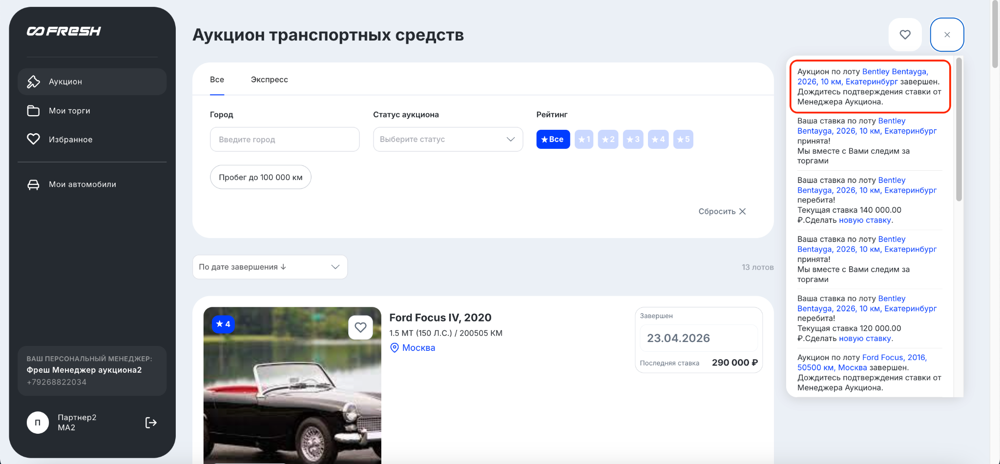 FRESH
Аукцион
Мои торги
Избранное
Мои автомобили
ВАШ ПЕРСОНАЛЬНЫЙ МЕНЕДЖЕР:
Фреш Менеджер аукциона2
+79268822034
П
Партнер2
МА2
Аукцион транспортных средств
Все
Экспресс
Город
Введите город
Статус аукциона
Выберите статус
Рейтинг
★ Все
★ 1
★ 2
★ 3
★ 4
★ 5
Пробег до 100 000 км
Сбросить
По дате завершения ↓
13 лотов
★ 4
Ford Focus IV, 2020
1.5 МТ (150 Л.С.) / 200505 КМ
Москва
Завершен
23.04.2026
Последняя ставка 290 000 ₽
Аукцион по лоту Bentley Bentayga,
2026, 10 км, Екатеринбург завершен.
Дождитесь подтверждения ставки от
Менеджера Аукциона.
Ваша ставка по лоту Bentley
Bentayga, 2026, 10 км, Екатеринбург
принята!
Мы вместе с Вами следим за
торгами
Ваша ставка по лоту Bentley
Bentayga, 2026, 10 км, Екатеринбург
перебита!
Текущая ставка 140 000.00
₽.Сделать новую ставку.
Ваша ставка по лоту Bentley
Bentayga, 2026, 10 км, Екатеринбург
принята!
Мы вместе с Вами следим за
торгами
Ваша ставка по лоту Bentley
Bentayga, 2026, 10 км, Екатеринбург
перебита!
Текущая ставка 120 000.00
₽.Сделать новую ставку.
Аукцион по лоту Ford Focus, 2016,
50500 км, Москва завершен.
Дождитесь подтверждения ставки от
Менеджера Аукциона.